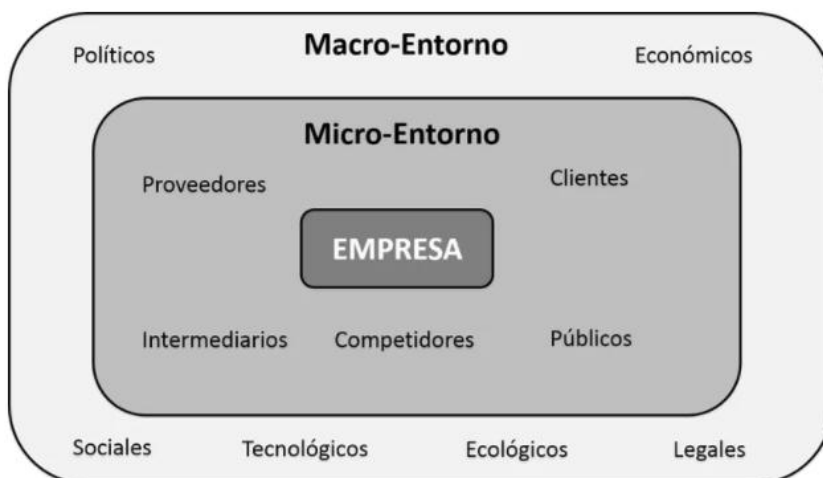 Macro-Entorno
Políticos
Económicos
Micro-Entorno
Proveedores
Clientes
EMPRESA
Intermediarios
Competidores
Públicos
Sociales
Tecnológicos
Ecológicos
Legales